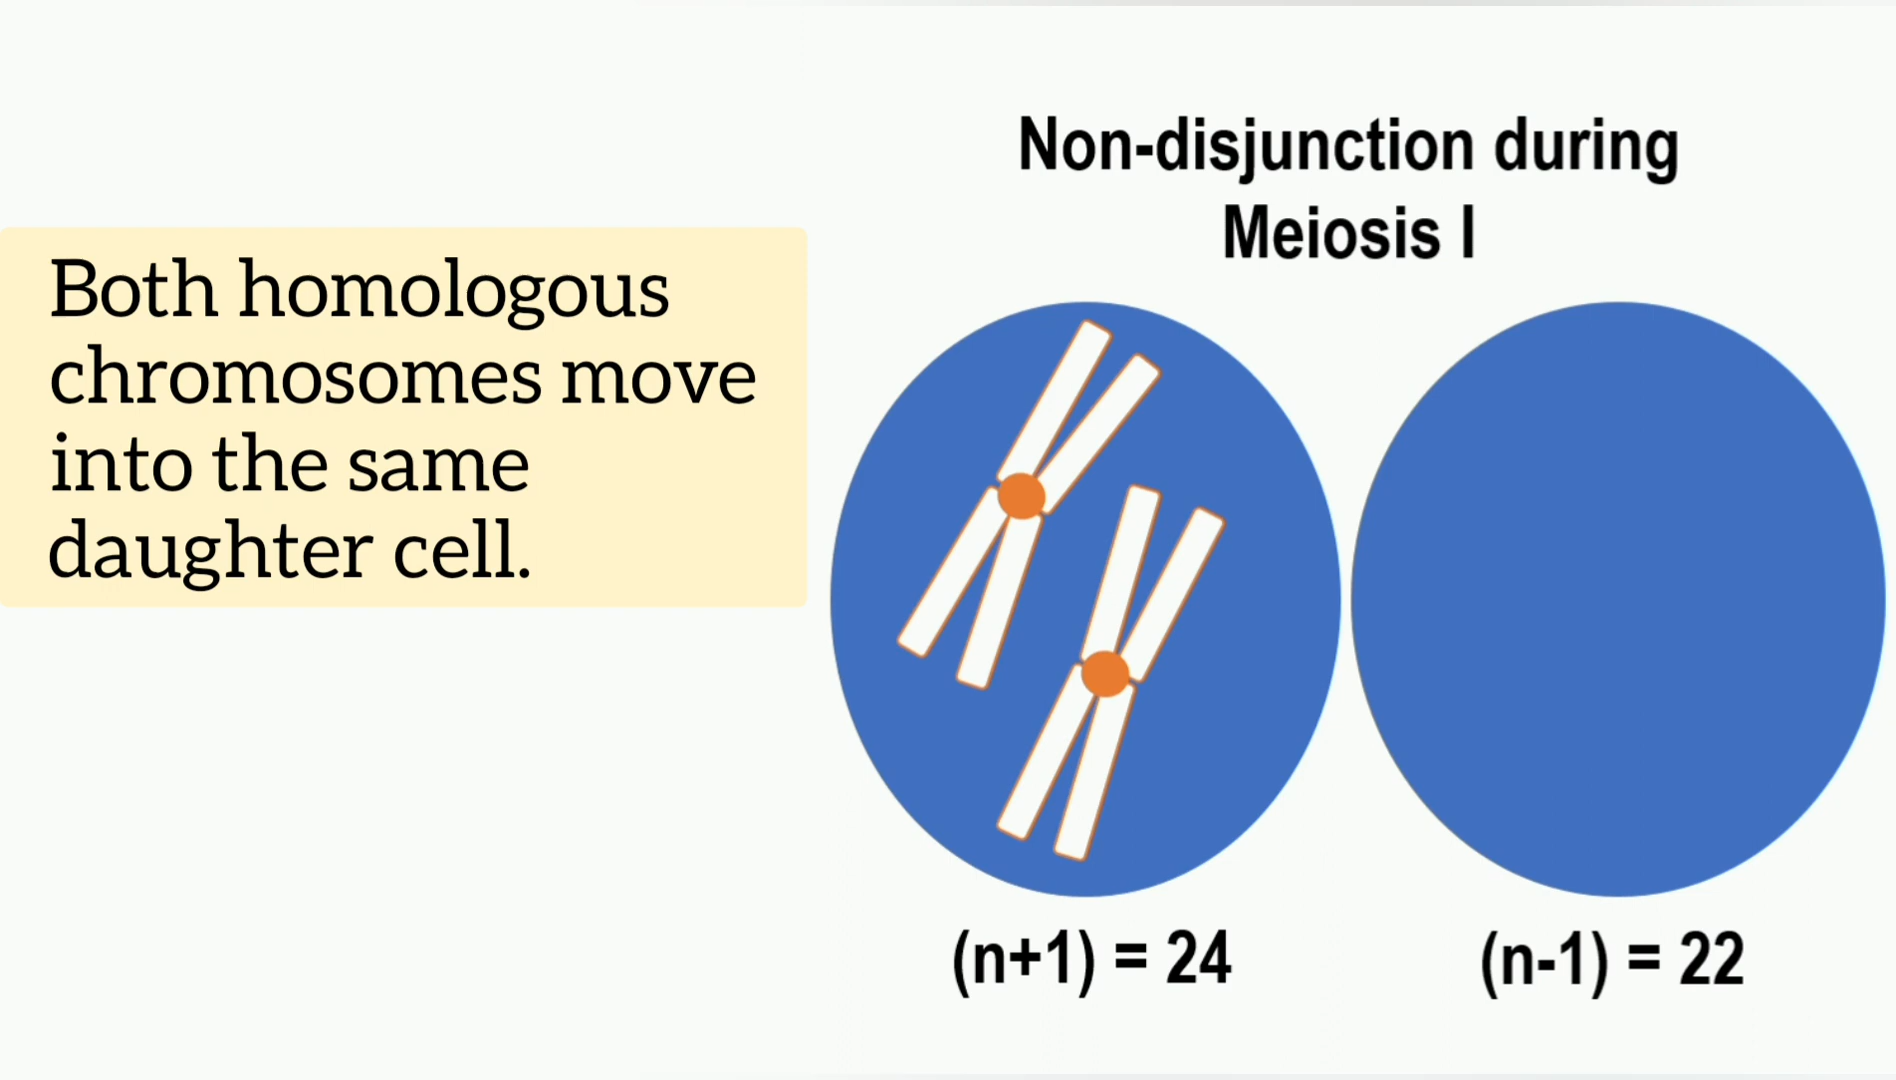 Non-disjunction during
Meiosis I
Both homologous
chromosomes move
into the same
daughter cell.
(n+1) = 24
(n-1) = 22